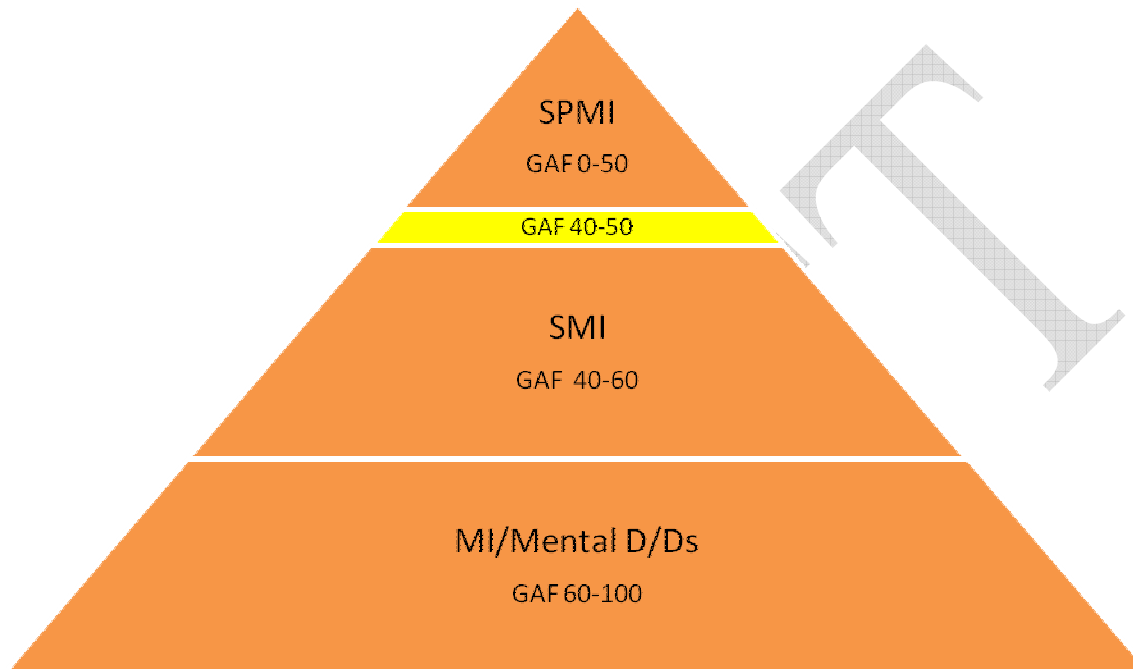 SPMI
GAF 0-50
GAF 40-50
SMI
GAF 40-60
MI/Mental D/Ds
GAF 60-100
T